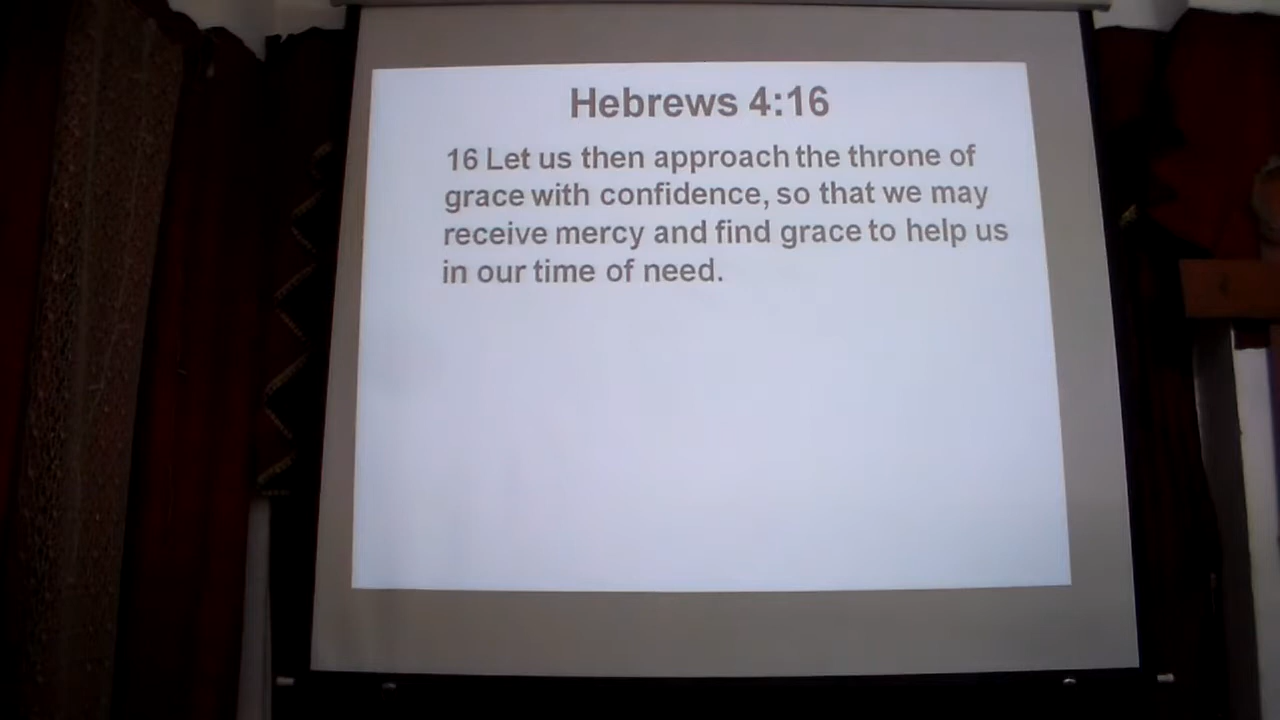 Hebrews 4:16
16 Let us then approach the throne of
grace with confidence, so that we may
receive mercy and find grace to help us
in our time of need.